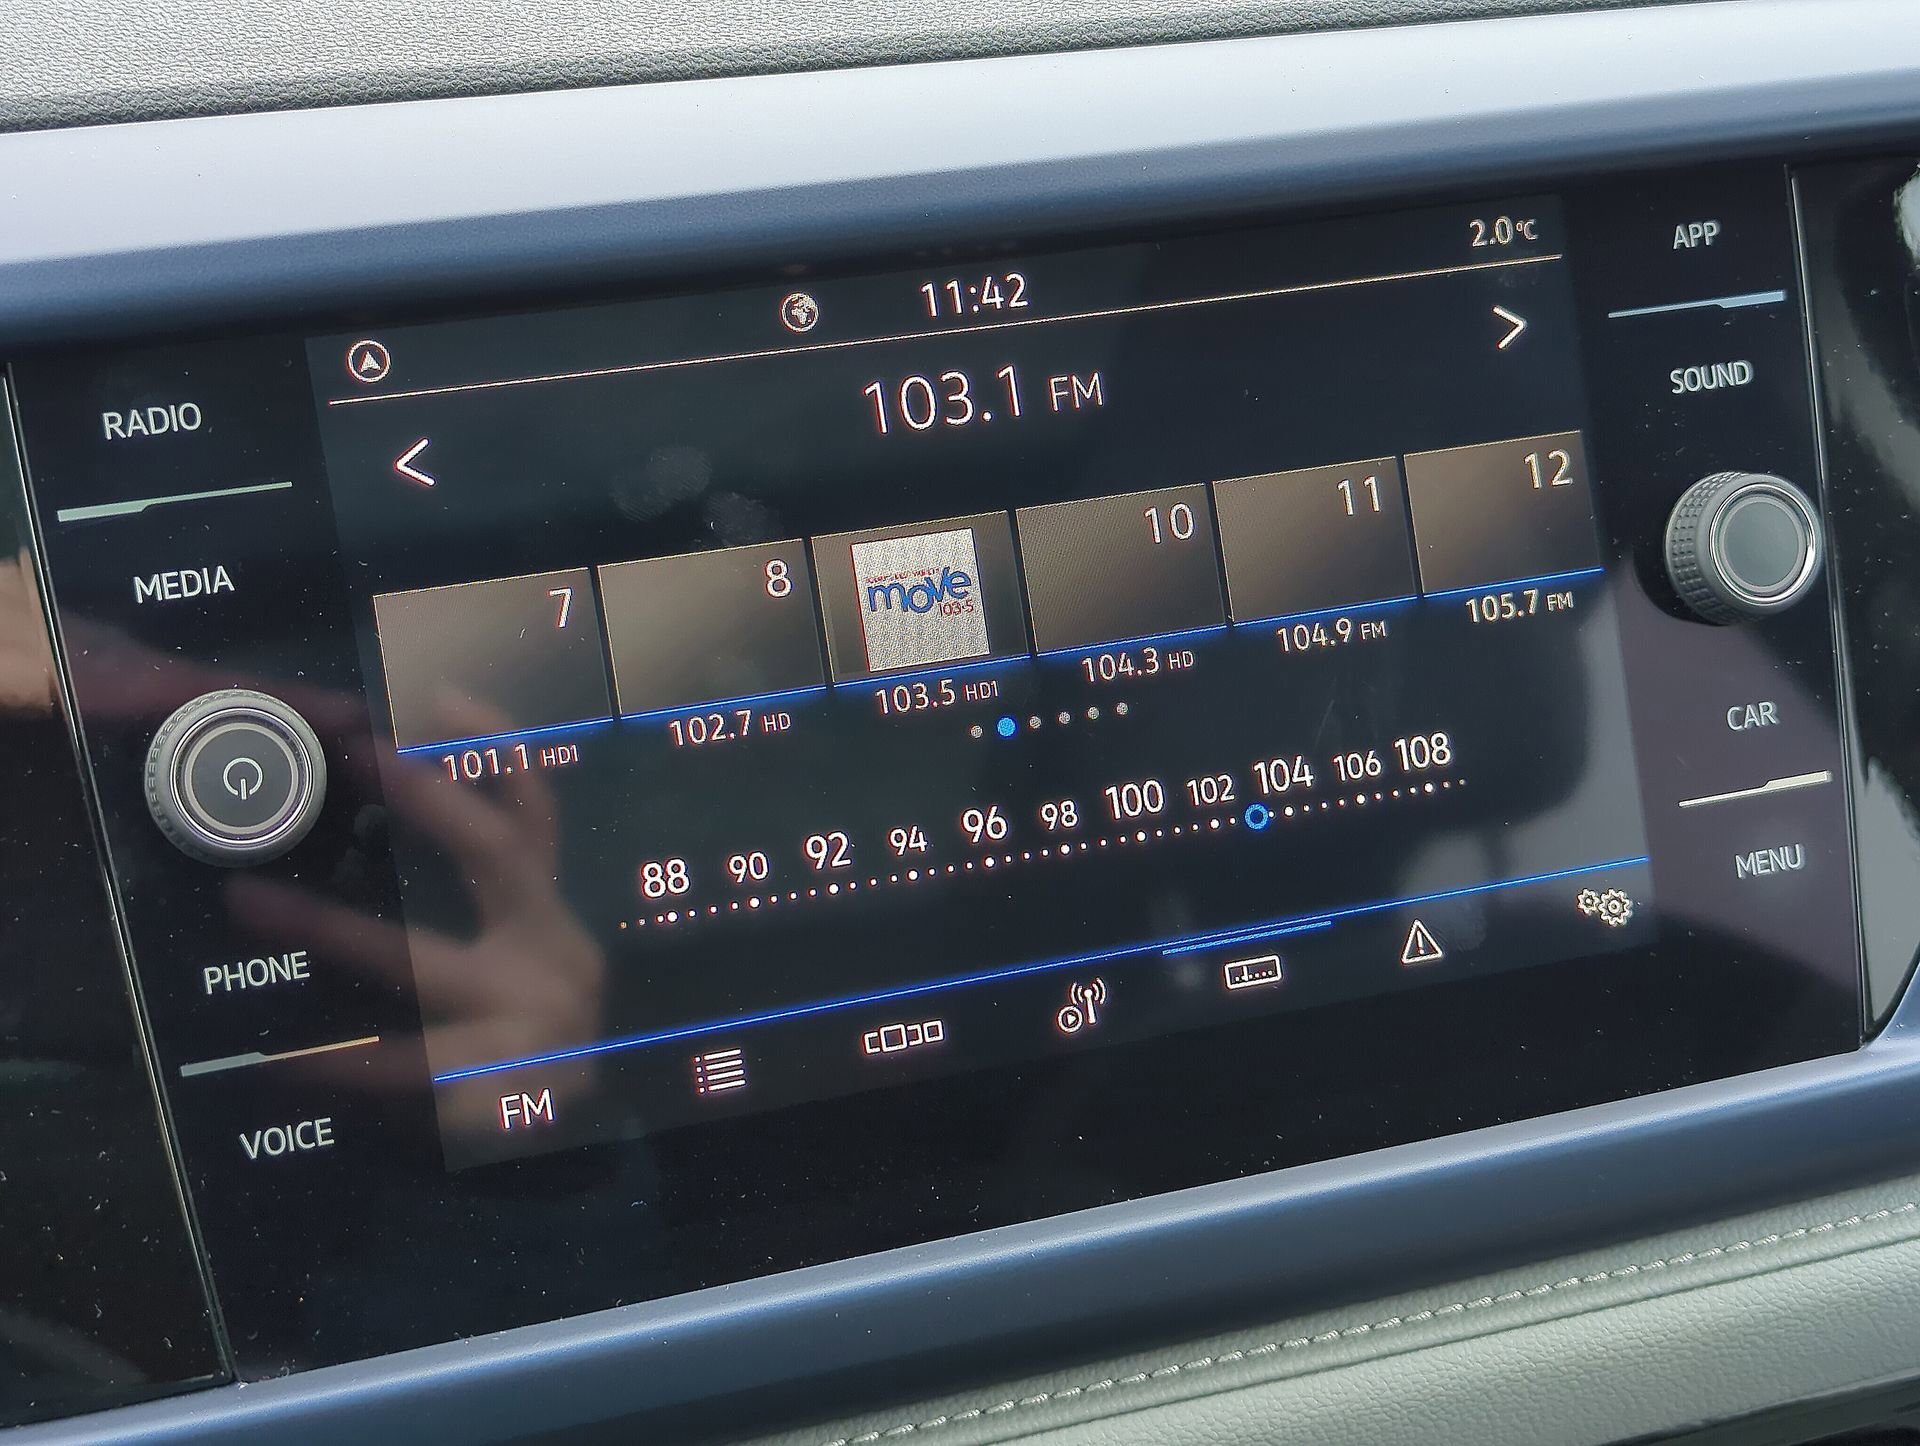 2.0°C
11:42
103.1 FM
RADIO
MEDIA
PHONE
VOICE
APP
SOUND
CAR
MENU
7
8
move
103.5
10
11
12
101.1 HD1
102.7 HD
103.5 HD1
104.3 HD
104.9 FM
105.7 FM
88 90 92 94 96 98 100 102 104 106 108
FM